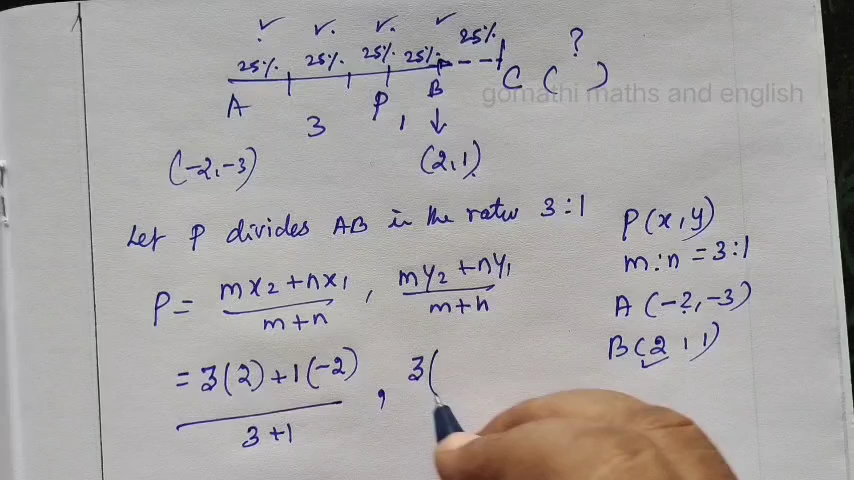 25% 25% 25% 25% 25% ?
A P B C ( )
gomathi maths and english
3 1
(-2,-3) (2,1)
Let P divides AB in the ratio 3:1
P(x,y)
m:n = 3:1
A(-2,-3)
B(2,1)
P = mx₂+nx₁ / m+n , my₂+ny₁ / m+n
= 3(2)+1(-2) / 3+1 , 3(